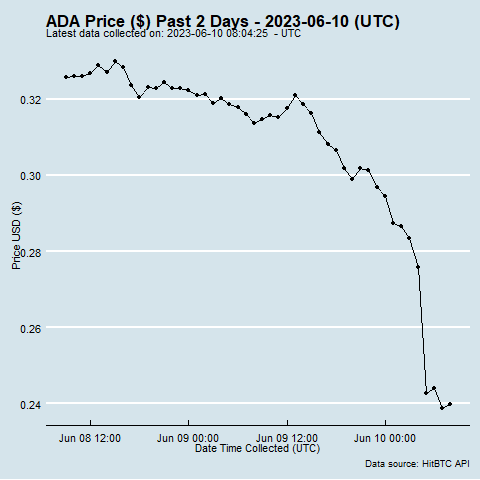 ADA Price ($) Past 2 Days - 2023-06-10 (UTC)
Latest data collected on: 2023-06-10 08:04:25  - UTC
0.32
0.30
0.28
0.26
0.24
Price USD ($)
Jun 08 12:00 Jun 09 00:00 Jun 09 12:00 Jun 10 00:00
Date Time Collected (UTC)
Data source: HitBTC API